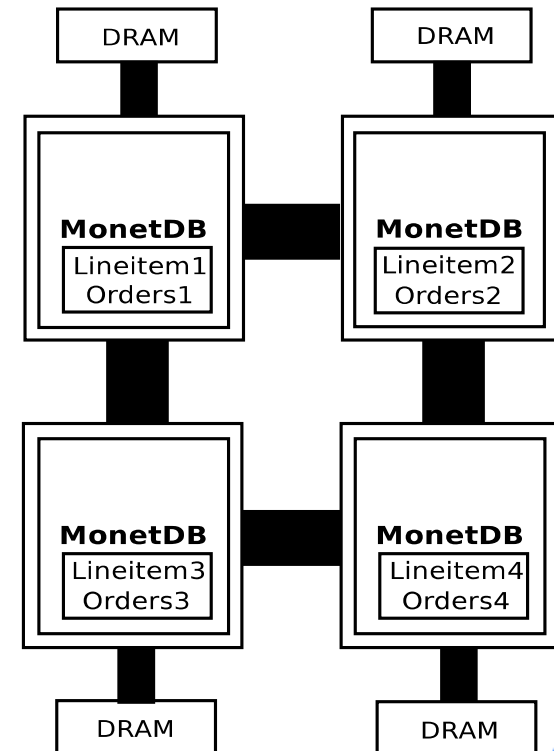 DRAM
DRAM
MonetDB
Lineitem1
Orders1
MonetDB
Lineitem2
Orders2
MonetDB
Lineitem3
Orders3
MonetDB
Lineitem4
Orders4
DRAM
DRAM